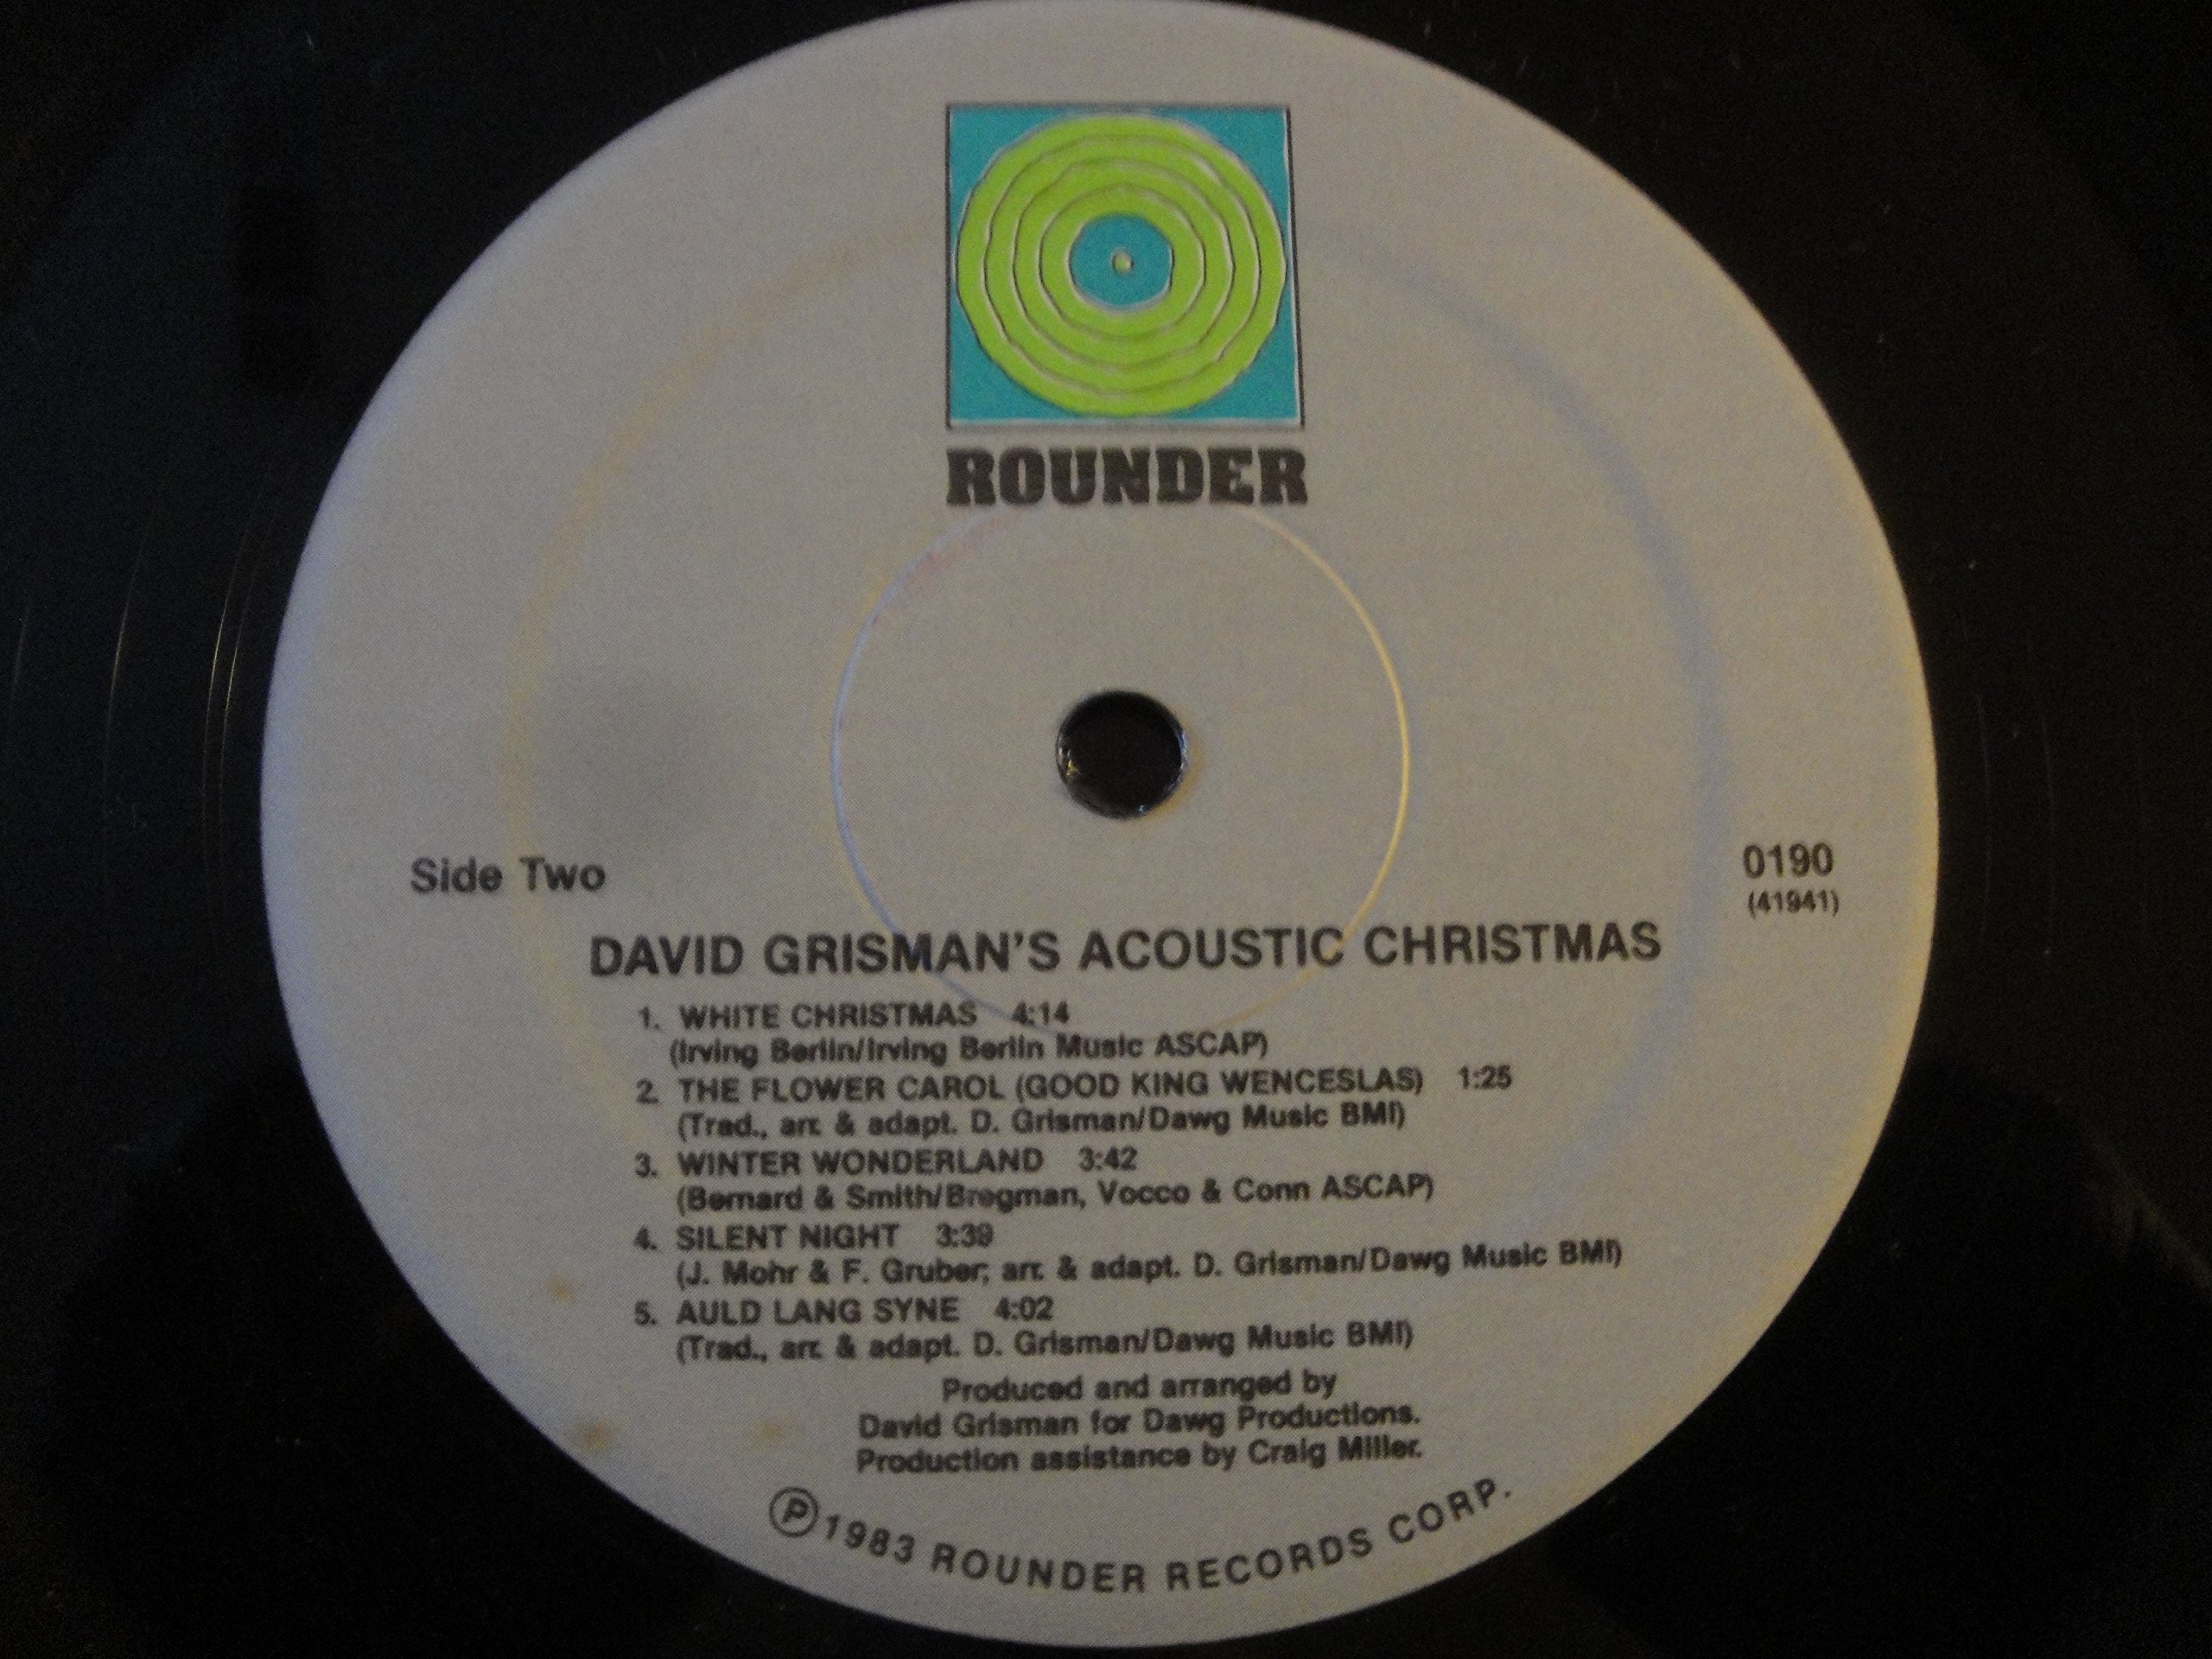 ROUNDER
Side Two
0190
(41941)
DAVID GRISMAN'S ACOUSTIC CHRISTMAS
1. WHITE CHRISTMAS 4:14
(Irving Berlin/Irving Berlin Music ASCAP)
2. THE FLOWER CAROL (GOOD KING WENCESLAS) 1:25
(Trad., arr. & adapt. D. Grisman/Dawg Music BMI)
3. WINTER WONDERLAND 3:42
(Bernard & Smith/Bregman, Vocco & Conn ASCAP)
4. SILENT NIGHT 3:39
(J. Mohr & F. Gruber; arr. & adapt. D. Grisman/Dawg Music BMI)
5. AULD LANG SYNE 4:02
(Trad., arr. & adapt. D. Grisman/Dawg Music BMI)
Produced and arranged by
David Grisman for Dawg Productions.
Production assistance by Craig Miller.
Ⓟ 1983 ROUNDER RECORDS CORP.